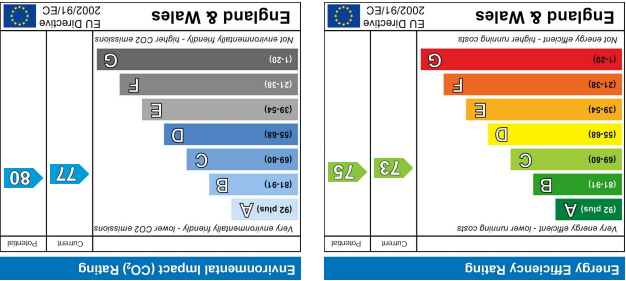 Energy Efficiency Rating
Current
Potential
Very energy efficient - lower running costs
(92 plus) A
(81-91) B
(69-80) C
(55-68) D
(39-54) E
(21-38) F
(1-20) G
73
75
Not energy efficient - higher running costs
England & Wales
EU Directive
2002/91/EC
Environmental Impact (CO₂) Rating
Current
Potential
Very environmentally friendly - lower CO2 emissions
(92 plus) A
(81-91) B
(69-80) C
(55-68) D
(39-54) E
(21-38) F
(1-20) G
77
80
Not environmentally friendly - higher CO2 emissions
England & Wales
EU Directive
2002/91/EC